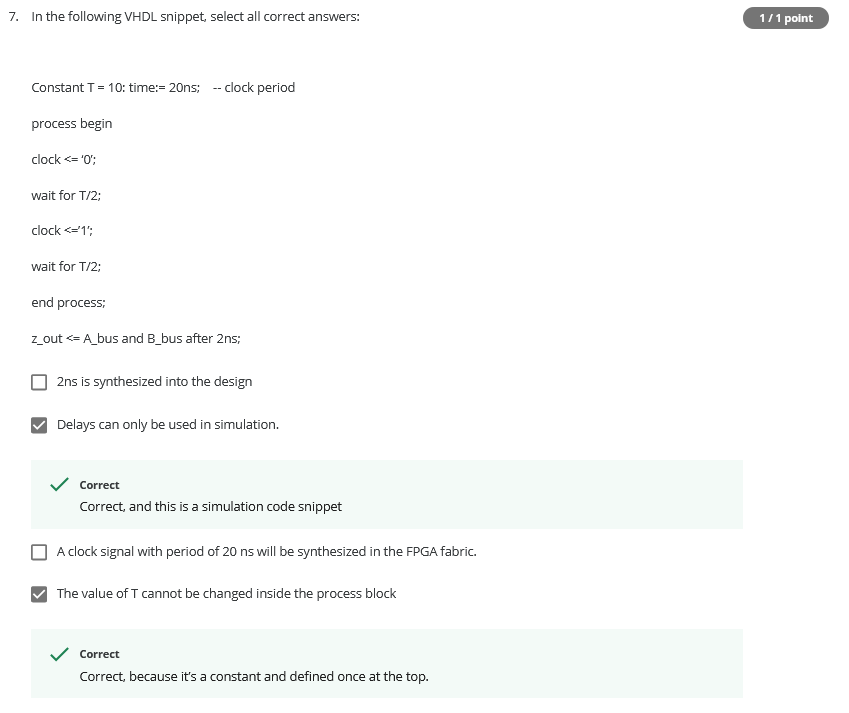 7. In the following VHDL snippet, select all correct answers:
1 / 1 point
Constant T = 10: time:= 20ns; -- clock period
process begin
clock <= ‘0’;
wait for T/2;
clock <=‘1’;
wait for T/2;
end process;
z_out <= A_bus and B_bus after 2ns;
2ns is synthesized into the design
Delays can only be used in simulation.
Correct
Correct, and this is a simulation code snippet
A clock signal with period of 20 ns will be synthesized in the FPGA fabric.
The value of T cannot be changed inside the process block
Correct
Correct, because it’s a constant and defined once at the top.